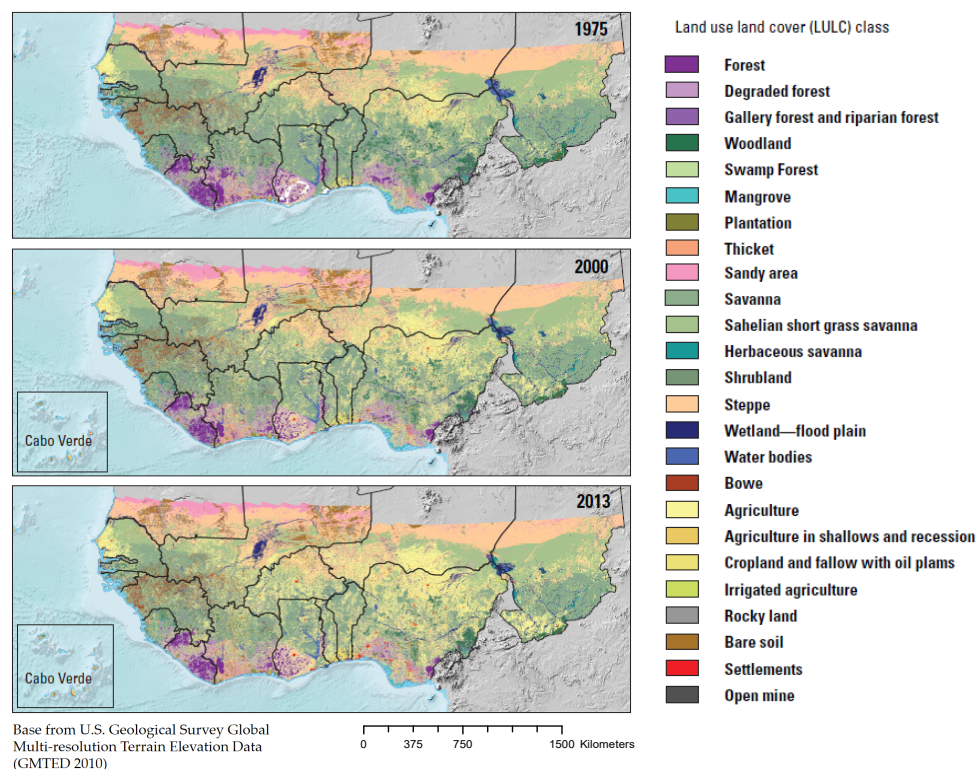 1975
2000
Cabo Verde
2013
Cabo Verde
Base from U.S. Geological Survey Global
Multi-resolution Terrain Elevation Data
(GMTED 2010)
0 375 750 1500 Kilometers
Land use land cover (LULC) class
Forest
Degraded forest
Gallery forest and riparian forest
Woodland
Swamp Forest
Mangrove
Plantation
Thicket
Sandy area
Savanna
Sahelian short grass savanna
Herbaceous savanna
Shrubland
Steppe
Wetland—flood plain
Water bodies
Bowe
Agriculture
Agriculture in shallows and recession
Cropland and fallow with oil plams
Irrigated agriculture
Rocky land
Bare soil
Settlements
Open mine